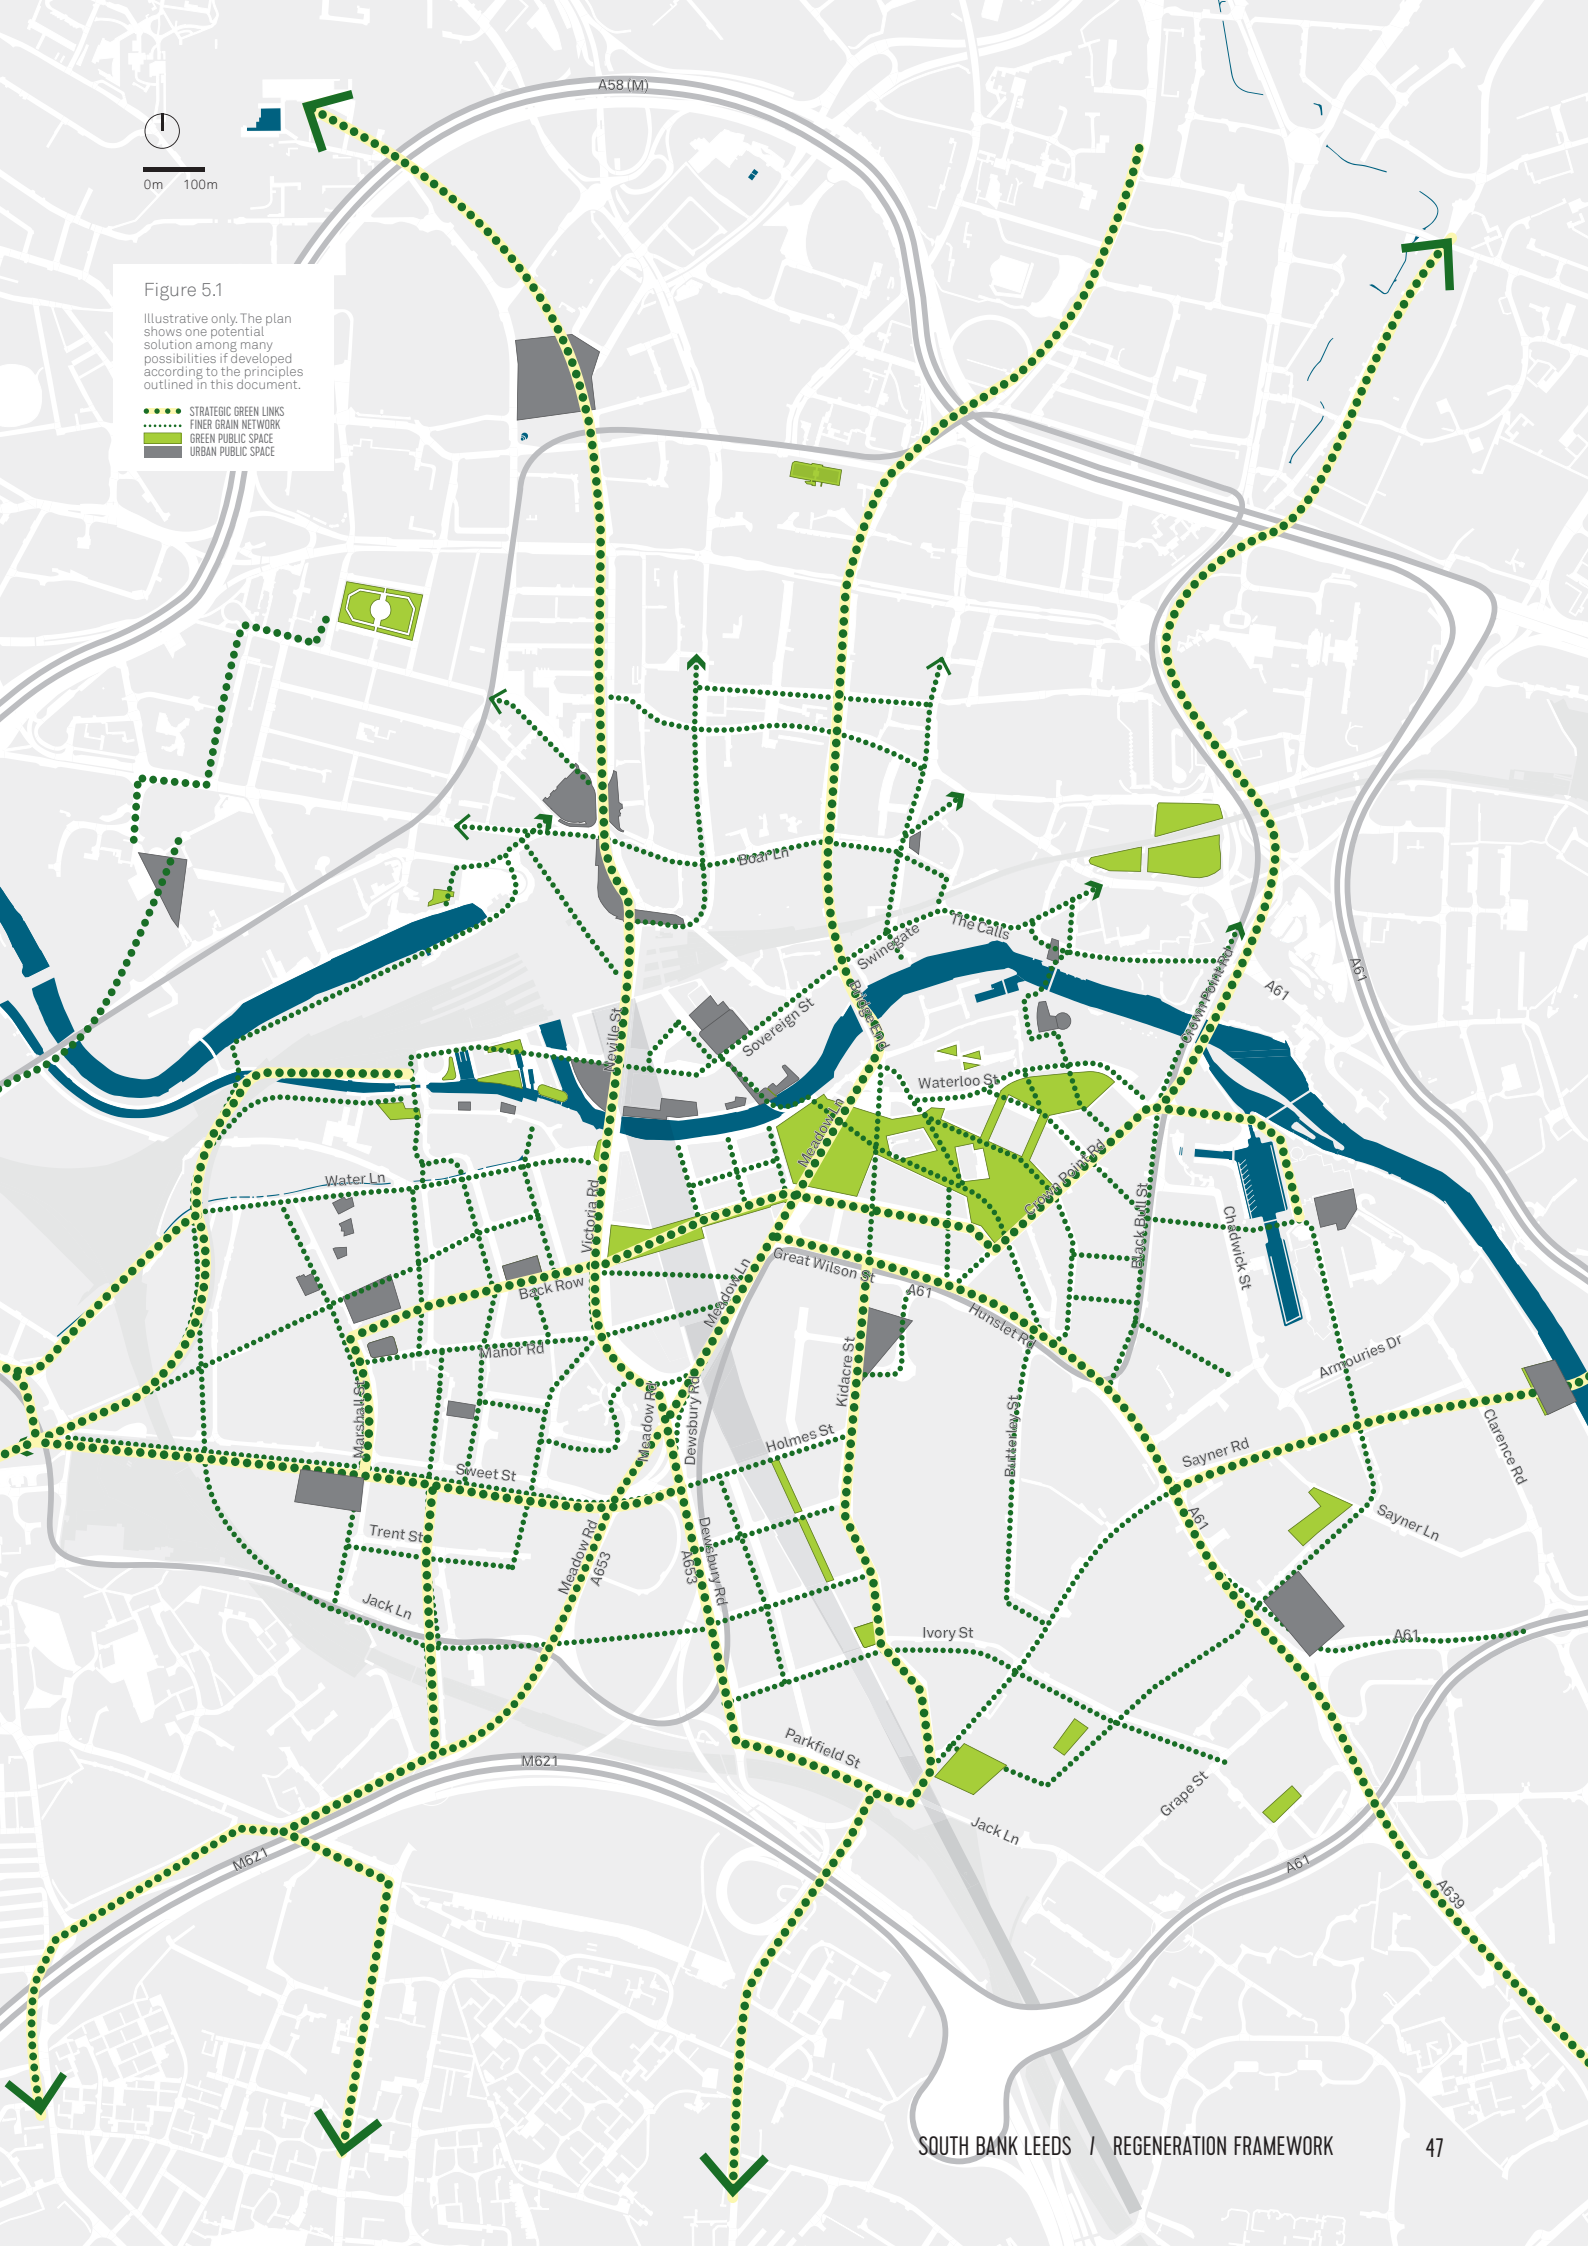 A58 (M)
0m 100m
Figure 5.1
Illustrative only. The plan
shows one potential
solution among many
possibilities if developed
according to the principles
outlined in this document.
STRATEGIC GREEN LINKS
FINER GRAIN NETWORK
GREEN PUBLIC SPACE
URBAN PUBLIC SPACE
Boar Ln
The Calls
Swinegate
A61
A61
Crown Point Rd
Bridge End
Sovereign St
Neville St
Waterloo St
Meadow Ln
Water Ln
Crown Point Rd
Victoria Rd
Black Bull St
Chadwick St
Great Wilson St
A61
Back Row
Meadow Ln
Hunslet Rd
Manor Rd
Armouries Dr
Kidacre St
Marshall St
Meadow Rd
Dewsbury Rd
Butterley St
Holmes St
Clarence Rd
Sayner Rd
Sweet St
A61
Sayner Ln
Trent St
Dewsbury Rd
Meadow Rd
A653
A653
Jack Ln
Ivory St
A61
Parkfield St
M621
Grape St
Jack Ln
M621
A61
A639
SOUTH BANK LEEDS / REGENERATION FRAMEWORK 47